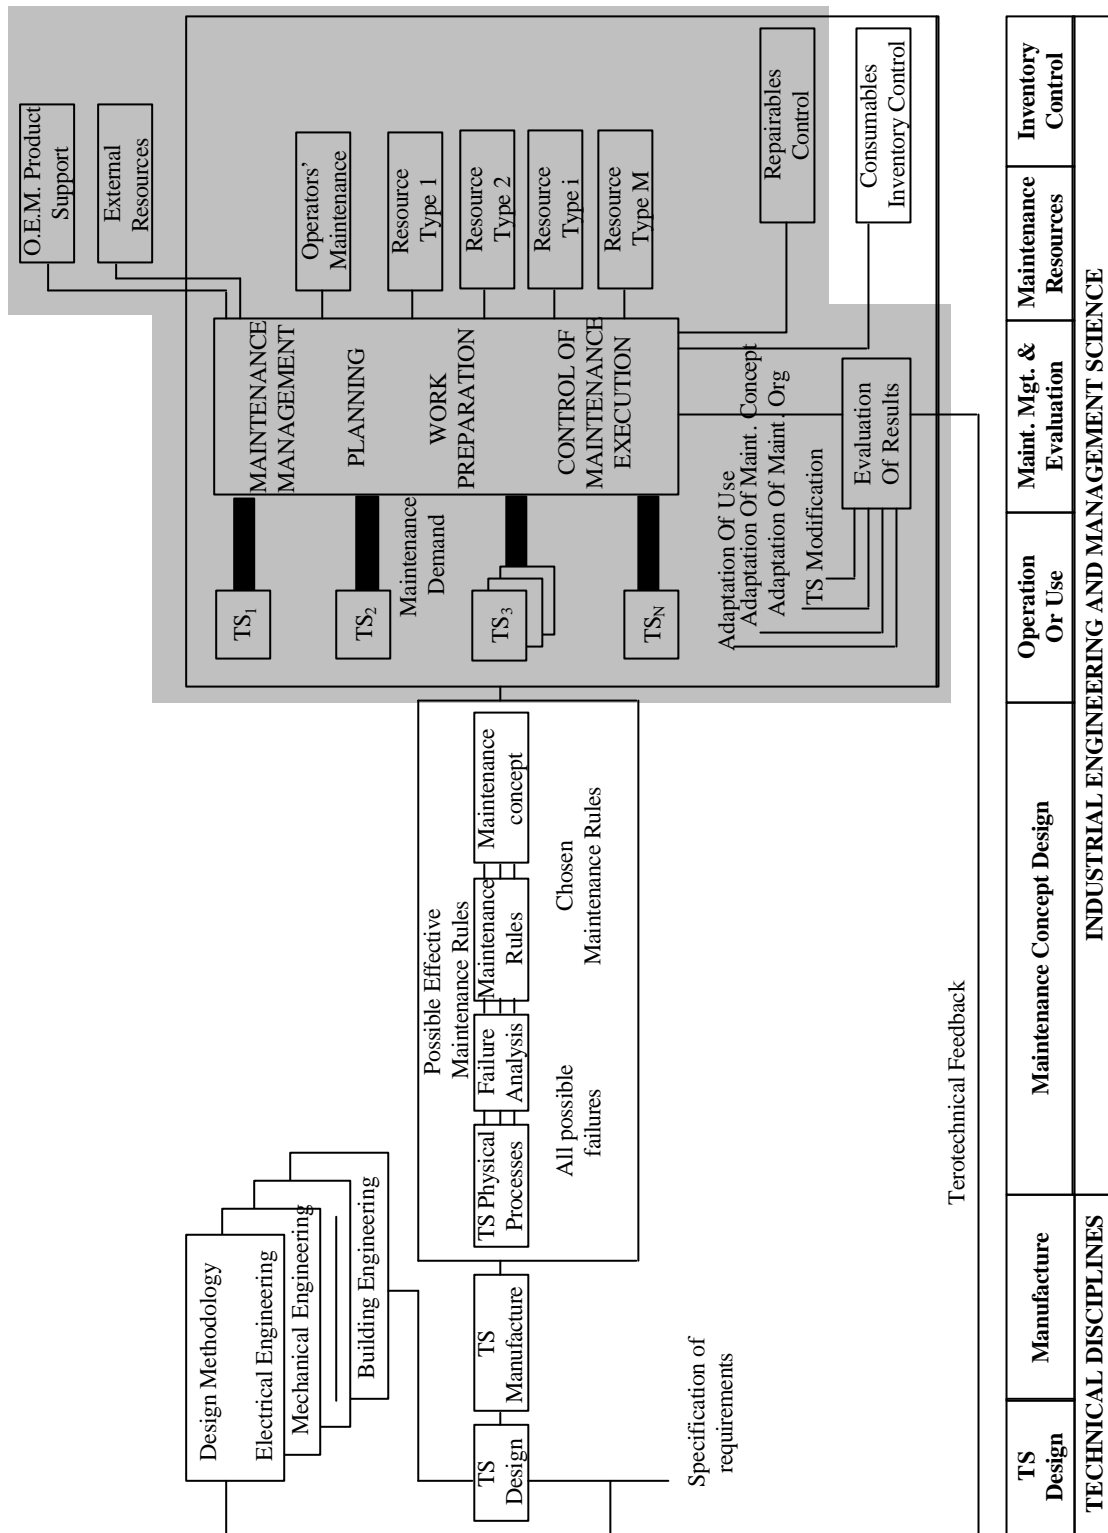 Design Methodology
Electrical Engineering
Mechanical Engineering
Building Engineering
TS
Design
TS
Manufacture
Specification of
requirements
Possible Effective
Maintenance Rules
TS Physical
Processes
Failure
Analysis
Maintenance
Rules
Maintenance
concept
All possible
failures
Chosen
Maintenance Rules
Terotechnical Feedback
TS1
TS2
TS3
TSN
Maintenance
Demand
MAINTENANCE
MANAGEMENT
PLANNING
WORK
PREPARATION
CONTROL OF
MAINTENANCE
EXECUTION
O.E.M. Product
Support
External
Resources
Operators'
Maintenance
Resource
Type 1
Resource
Type 2
Resource
Type i
Resource
Type M
Repairables
Control
Consumables
Inventory Control
Adaptation Of Use
Adaptation Of Maint. Concept
Adaptation Of Maint. Org
TS Modification
Evaluation
Of Results
TS
Design
Manufacture
Maintenance Concept Design
Operation
Or Use
Maint. Mgt. &
Evaluation
Maintenance
Resources
Inventory
Control
TECHNICAL DISCIPLINES
INDUSTRIAL ENGINEERING AND MANAGEMENT SCIENCE